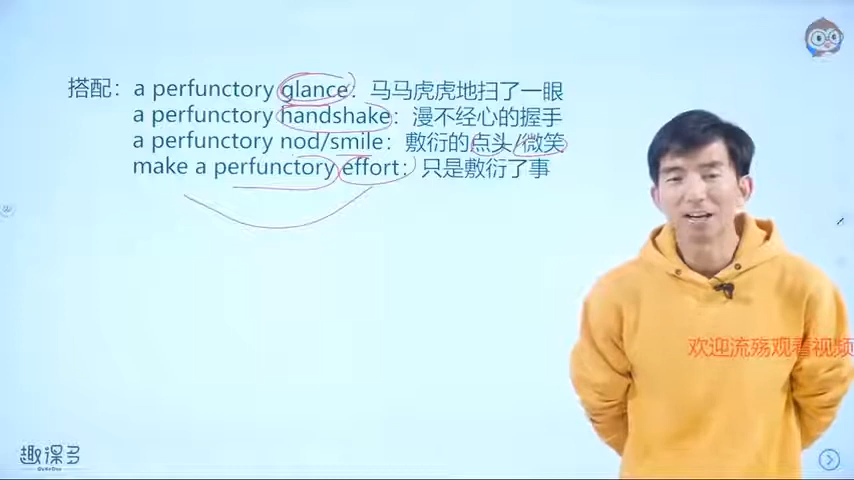 搭配：a perfunctory glance：马马虎虎地扫了一眼
a perfunctory handshake：漫不经心的握手
a perfunctory nod/smile：敷衍的点头/微笑
make a perfunctory effort：只是敷衍了事
欢迎流殇观看视频
趣课多